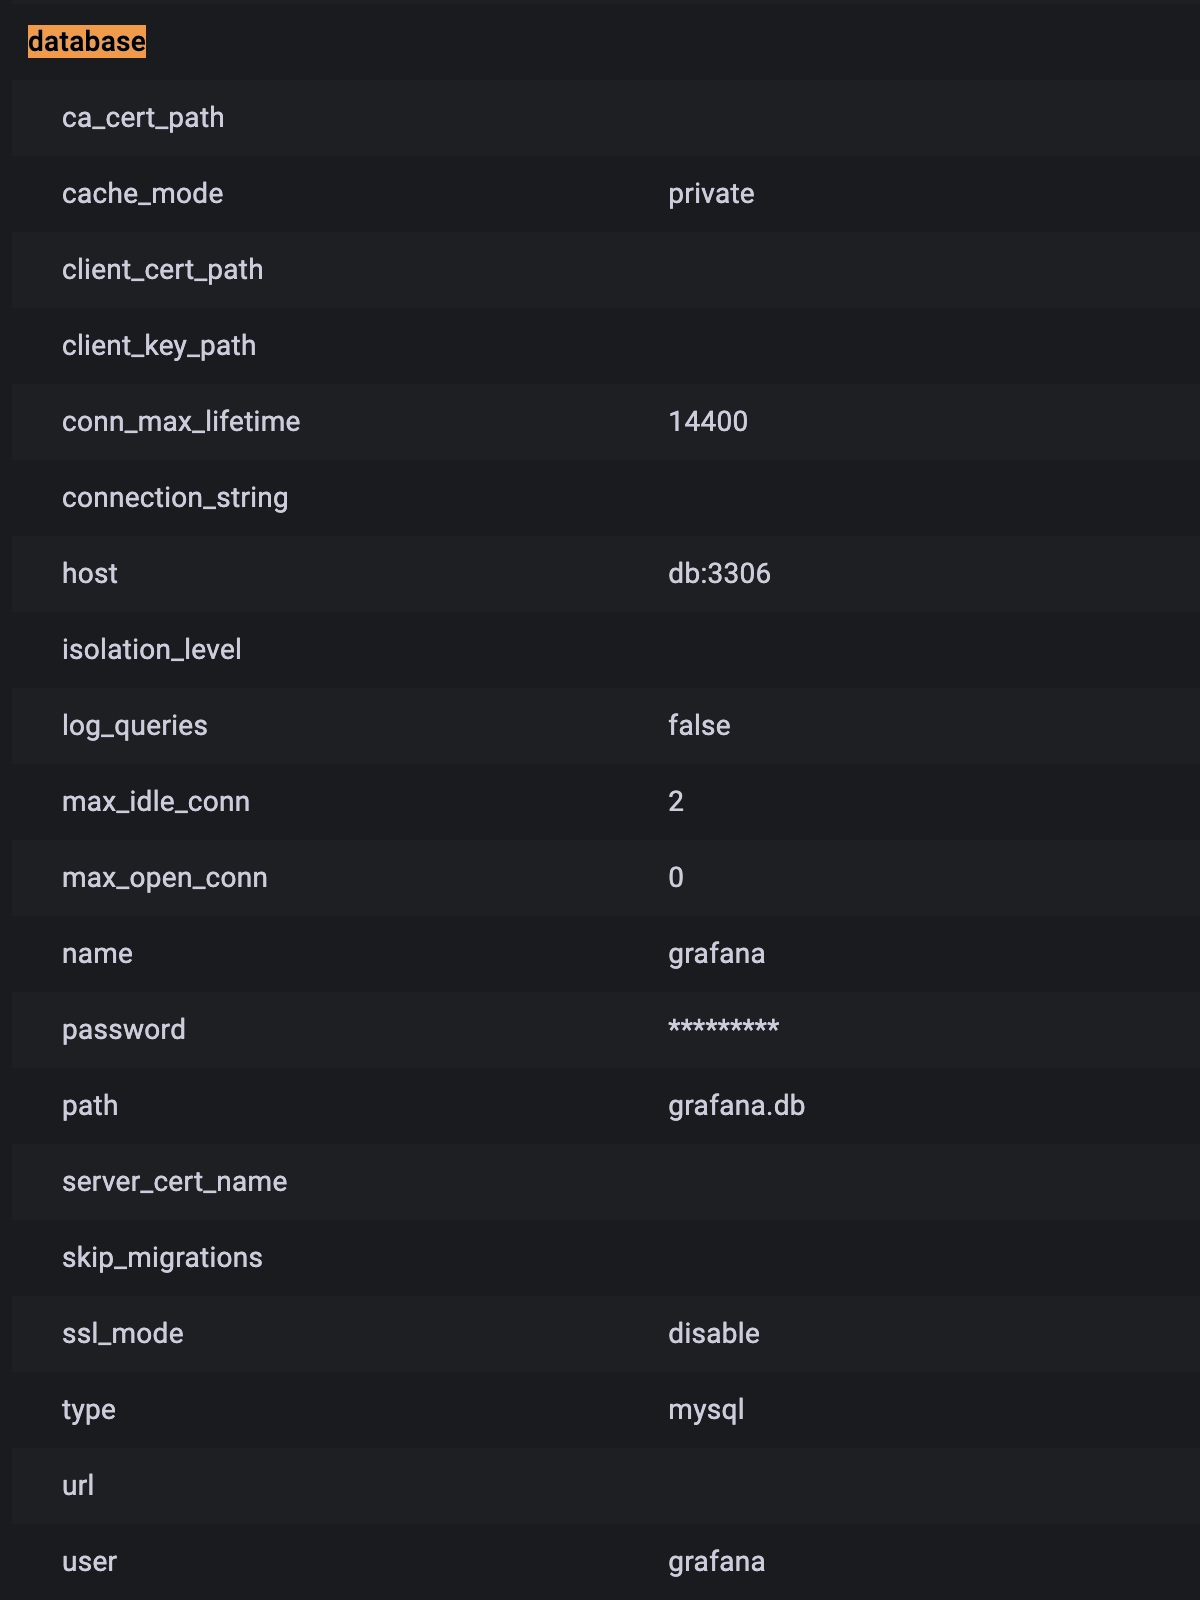 database
ca_cert_path
cache_mode private
client_cert_path
client_key_path
conn_max_lifetime 14400
connection_string
host db:3306
isolation_level
log_queries false
max_idle_conn 2
max_open_conn 0
name grafana
password *********
path grafana.db
server_cert_name
skip_migrations
ssl_mode disable
type mysql
url
user grafana